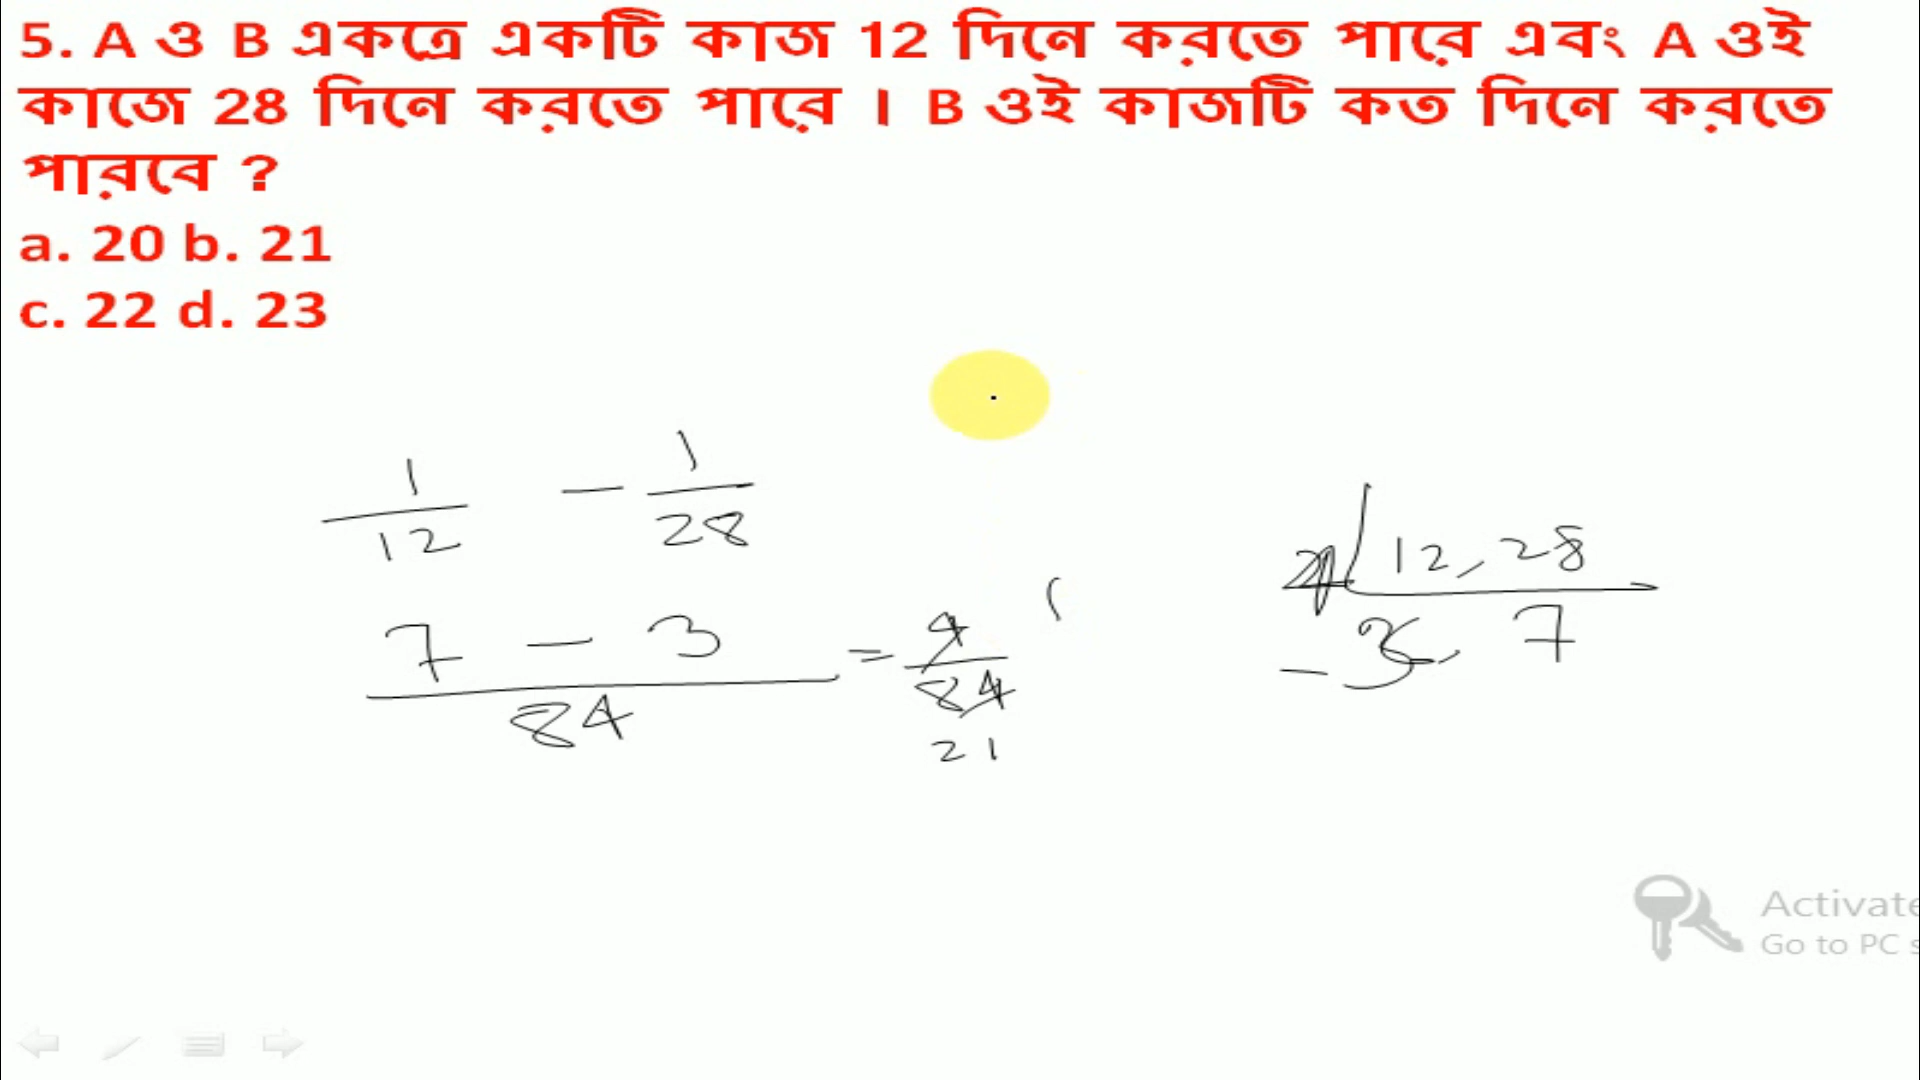 5. A ও B একত্রে একটি কাজ 12 দিনে করতে পারে এবং A ওই
কাজে 28 দিনে করতে পারে । B ওই কাজটি কত দিনে করতে
পারবে ?
a. 20 b. 21
c. 22 d. 23
1 - 1
12 28
7 - 3 = 4
84 84
21
4 12, 28
3, 7
Activate
Go to PC s